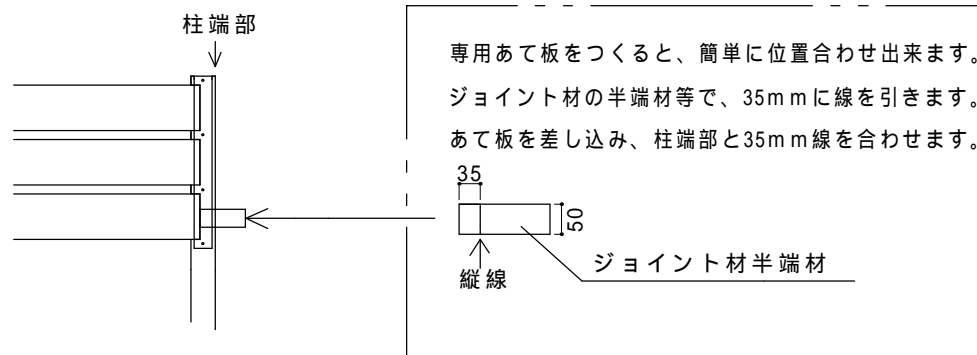 柱端部
専用あて板をつくると、簡単に位置合わせ出来ます。
ジョイント材の半端材等で、35mmに線を引きます。
あて板を差し込み、柱端部と35mm線を合わせます。
35
50
縦線
ジョイント材半端材